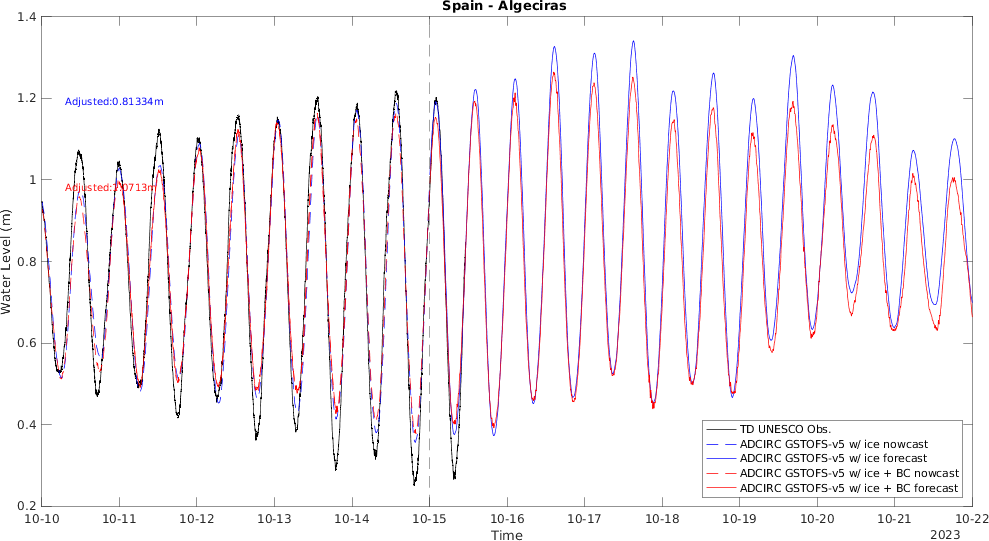 Spain - Algeciras
Water Level (m)
1.4
1.2
1
0.8
0.6
0.4
0.2
Adjusted:0.81334m
Adjusted:1.0713m
TD UNESCO Obs.
ADCIRC GSTOFS-v5 w/ ice nowcast
ADCIRC GSTOFS-v5 w/ ice forecast
ADCIRC GSTOFS-v5 w/ ice + BC nowcast
ADCIRC GSTOFS-v5 w/ ice + BC forecast
10-10 10-11 10-12 10-13 10-14 10-15 10-16 10-17 10-18 10-19 10-20 10-21 10-22
Time
2023